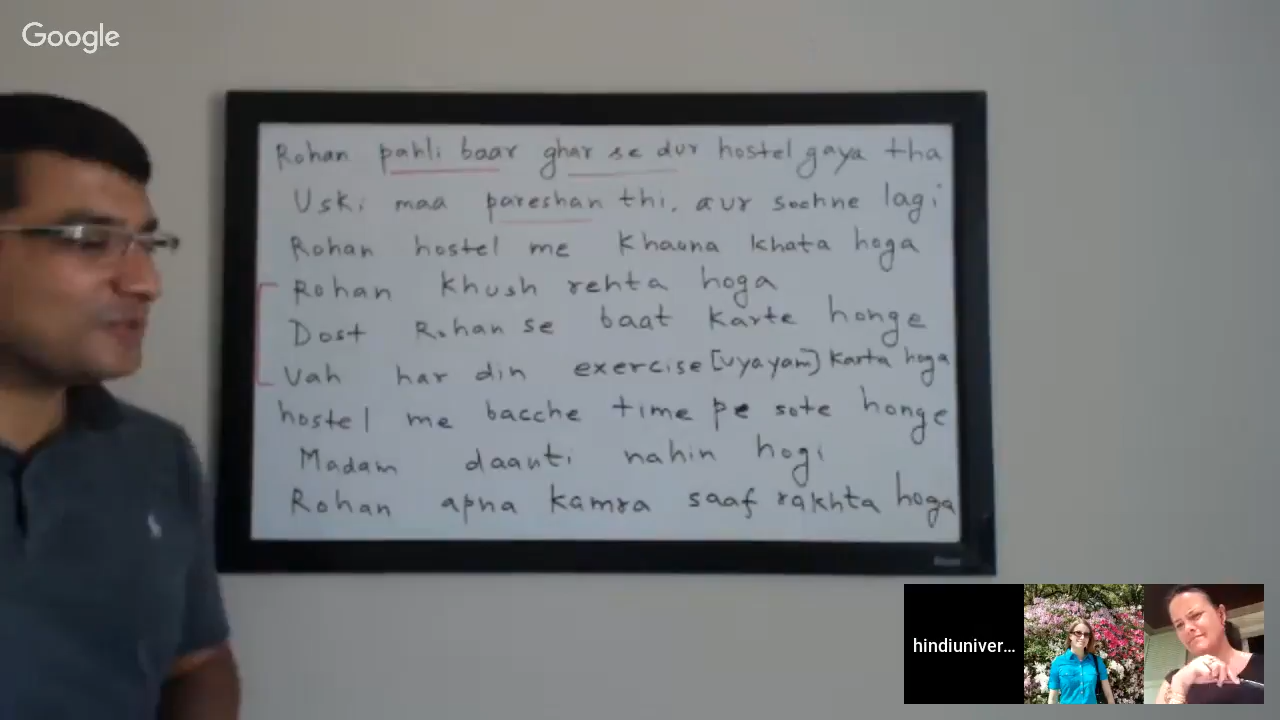 Google
Rohan pahli baar ghar se dur hostel gaya tha
Uski maa pareshan thi, aur sochne lagi
Rohan hostel me khaana khata hoga
Rohan khush rehta hoga
Dost Rohan se baat karte honge
Vah har din exercise [vyayam] karta hoga
hostel me bacche time pe sote honge
Madam daanti nahin hogi
Rohan apna kamra saaf rakhta hoga
hindiuniver...